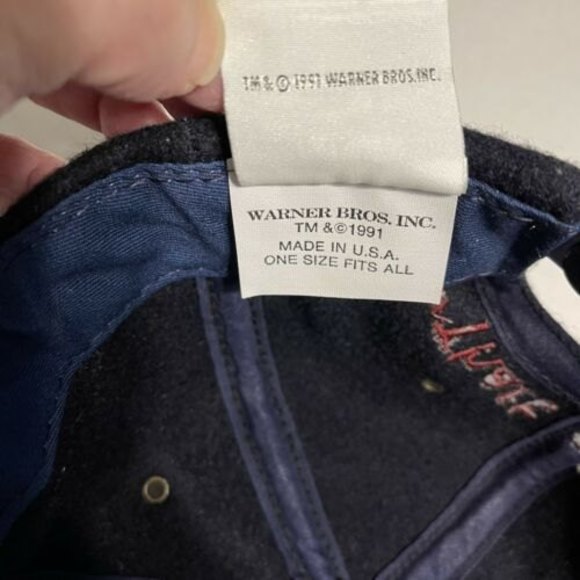 TM & © 1991 WARNER BROS. INC.
WARNER BROS. INC.
TM &©1991
MADE IN U.S.A.
ONE SIZE FITS ALL